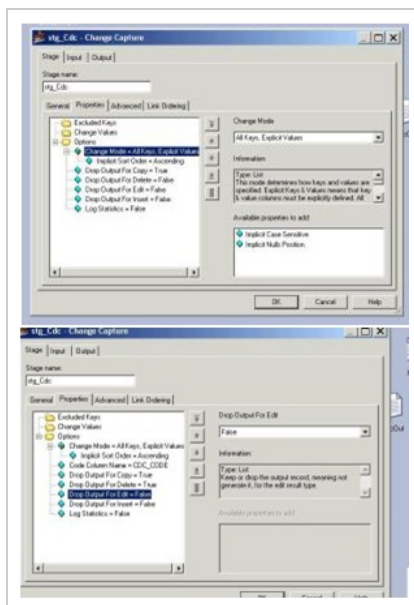 stg_Cdc - Change Capture
Stage Input Output
Stage name:
stg_Cdc
General Properties Advanced Link Ordering
Excluded Keys
Change Values
Options
Change Mode = All Keys, Explicit Values
Implicit Sort Order = Ascending
Drop Output For Copy = True
Drop Output For Delete = False
Drop Output For Edit = False
Drop Output For Insert = False
Log Statistics = False
Change Mode
All Keys, Explicit Values
Information:
Type: List
This mode determines how keys and values are
specified. Explicit Keys & Values means that key
& value columns must be explicitly defined. All
Available properties to add:
Implicit Case Sensitive
Implicit Nulls Position
OK Cancel Help
stg_Cdc - Change Capture
Stage Input Output
Stage name:
stg_Cdc
General Properties Advanced Link Ordering
Excluded Keys
Change Values
Options
Change Mode = All Keys, Explicit Values
Implicit Sort Order = Ascending
Code Column Name = CDC_CODE
Drop Output For Copy = True
Drop Output For Delete = True
Drop Output For Edit = False
Drop Output For Insert = False
Log Statistics = False
Drop Output For Edit
False
Information:
Type: List
Keep or drop the output record, meaning not
generate it, for the edit result type.
Available properties to add:
OK Cancel Help